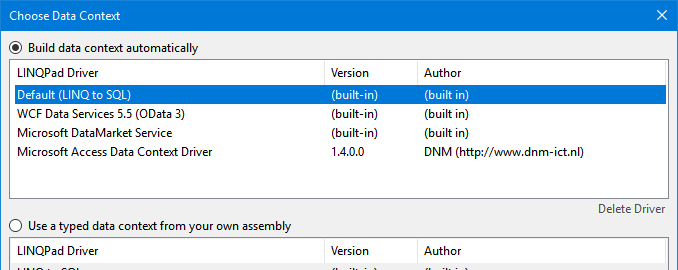 Choose Data Context
Build data context automatically
LINQPad Driver Version Author
Default (LINQ to SQL) (built-in) (built in)
WCF Data Services 5.5 (OData 3) (built-in) (built in)
Microsoft DataMarket Service (built-in) (built in)
Microsoft Access Data Context Driver 1.4.0.0 DNM (http://www.dnm-ict.nl)
Delete Driver
Use a typed data context from your own assembly
LINQPad Driver Version Author